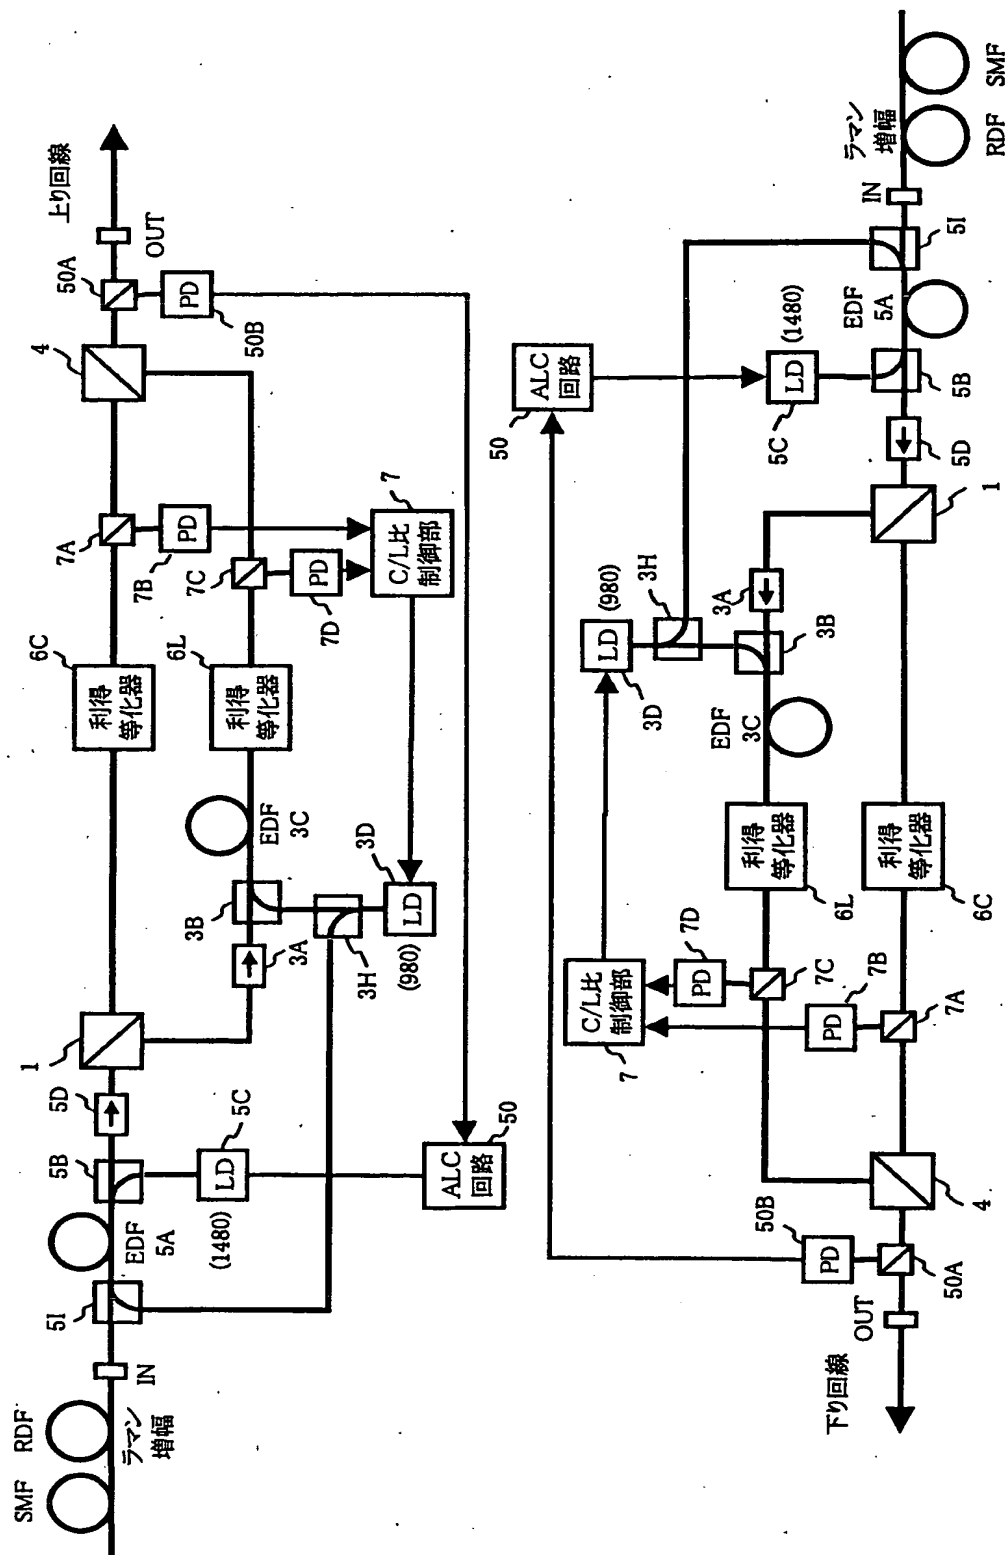 SMF
RDF
ラマン
増幅
IN
5I
EDF
5A
5B
5D
1
LD
5C
(1480)
ALC
回路
50
3A
3B
3H
EDF
3C
LD
3D
(980)
利得
等化器
6C
利得
等化器
6L
7A
PD
7B
7C
PD
7D
C/L比
制御部
7
4
50A
PD
50B
OUT
上り回線
SMF
RDF
ラマン
増幅
IN
5I
EDF
5A
5B
5D
1
LD
5C
(1480)
ALC
回路
50
3A
3B
3H
EDF
3C
LD
3D
(980)
利得
等化器
6L
利得
等化器
6C
7A
PD
7B
7C
PD
7D
C/L比
制御部
7
4
50A
PD
50B
OUT
下り回線